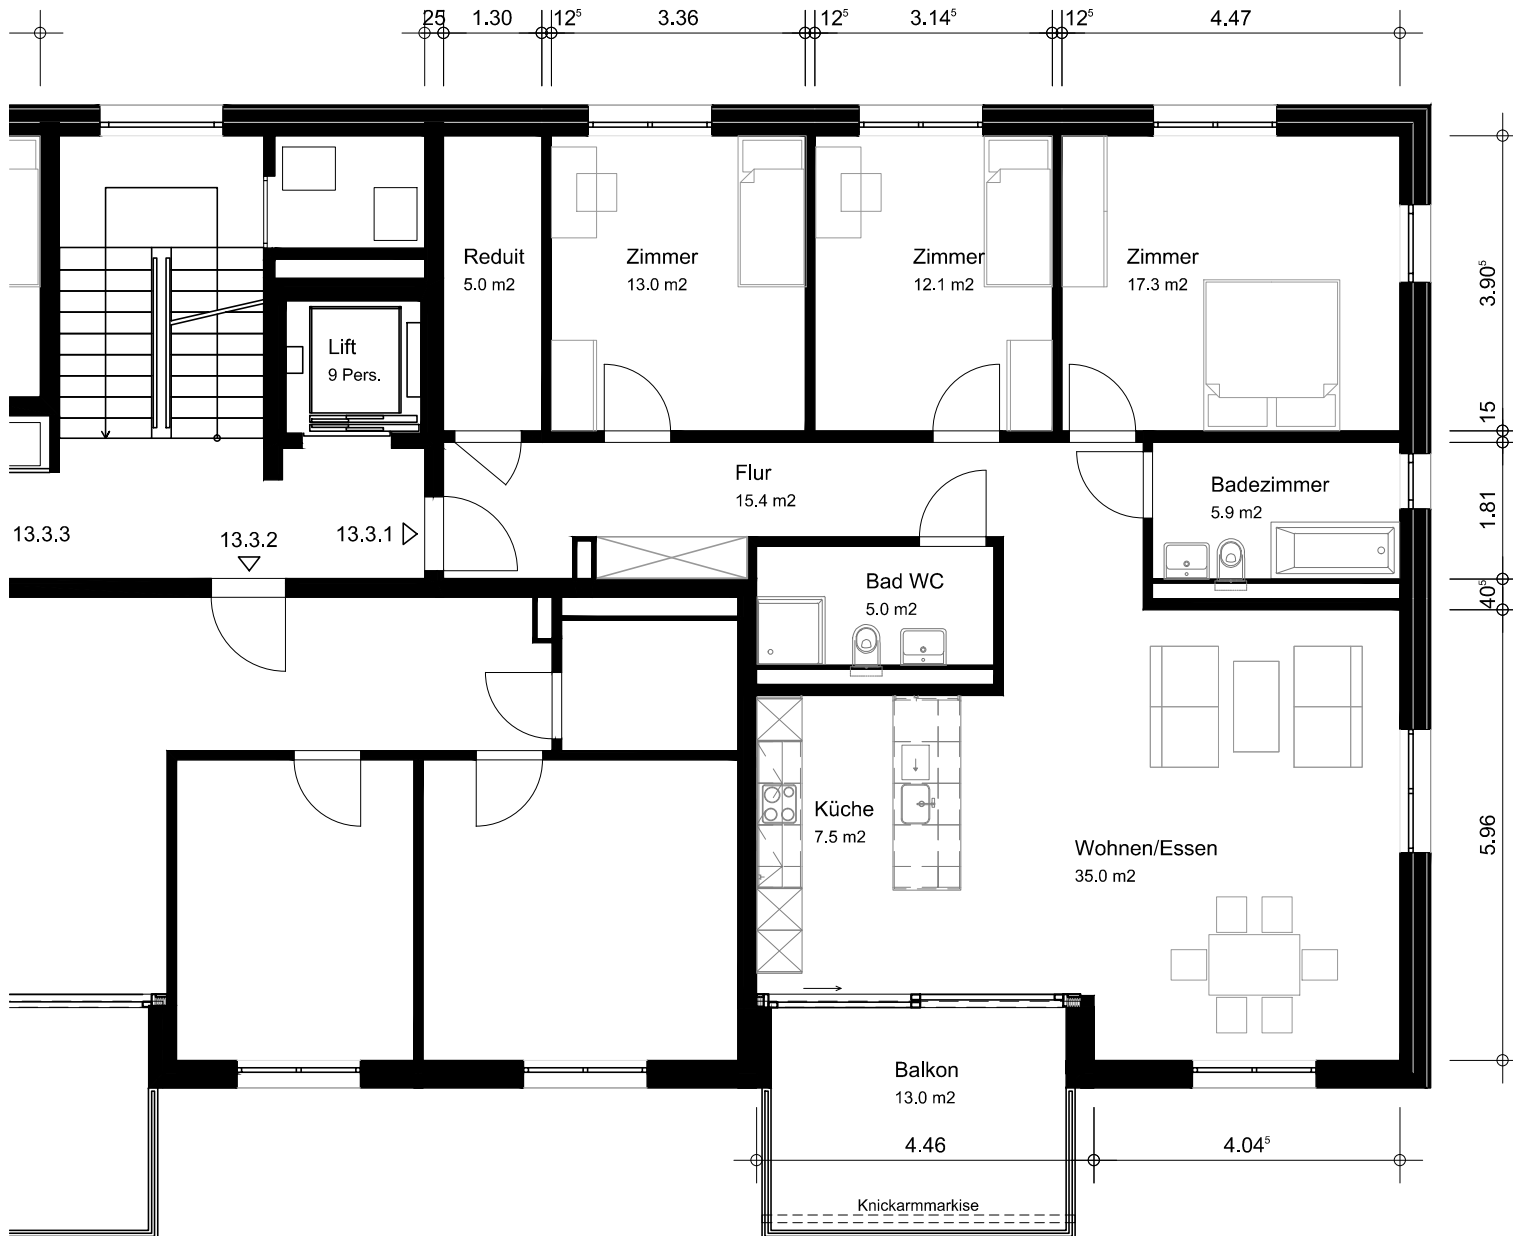 25 1.30 12⁵ 3.36 12⁵ 3.14⁵ 12⁵ 4.47
Reduit
5.0 m2
Zimmer
13.0 m2
Zimmer
12.1 m2
Zimmer
17.3 m2
3.90⁵
Lift
9 Pers.
15
Flur
15.4 m2
Badezimmer
5.9 m2
1.81
13.3.3
13.3.2
13.3.1
Bad WC
5.0 m2
40⁵
Küche
7.5 m2
Wohnen/Essen
35.0 m2
5.96
Balkon
13.0 m2
4.46 4.04⁵
Knickarmmarkise